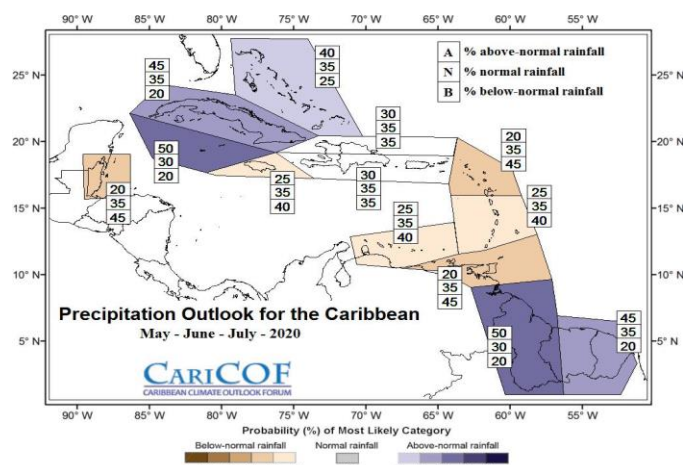 A % above-normal rainfall
N % normal rainfall
B % below-normal rainfall
90° W 85° W 80° W 75° W 70° W 65° W 60° W 55° W
25° N
20° N
15° N
10° N
5° N
40
35
25
45
35
20
30
35
35
50
30
20
20
35
45
20
35
45
25
35
40
30
35
35
25
35
40
25
35
40
20
35
45
45
35
20
50
30
20
Precipitation Outlook for the Caribbean
May - June - July - 2020
CARICOF
CARIBBEAN CLIMATE OUTLOOK FORUM
90° W 85° W 80° W 75° W 70° W 65° W 60° W 55° W
Probability (%) of Most Likely Category
Below-normal rainfall Normal rainfall Above-normal rainfall